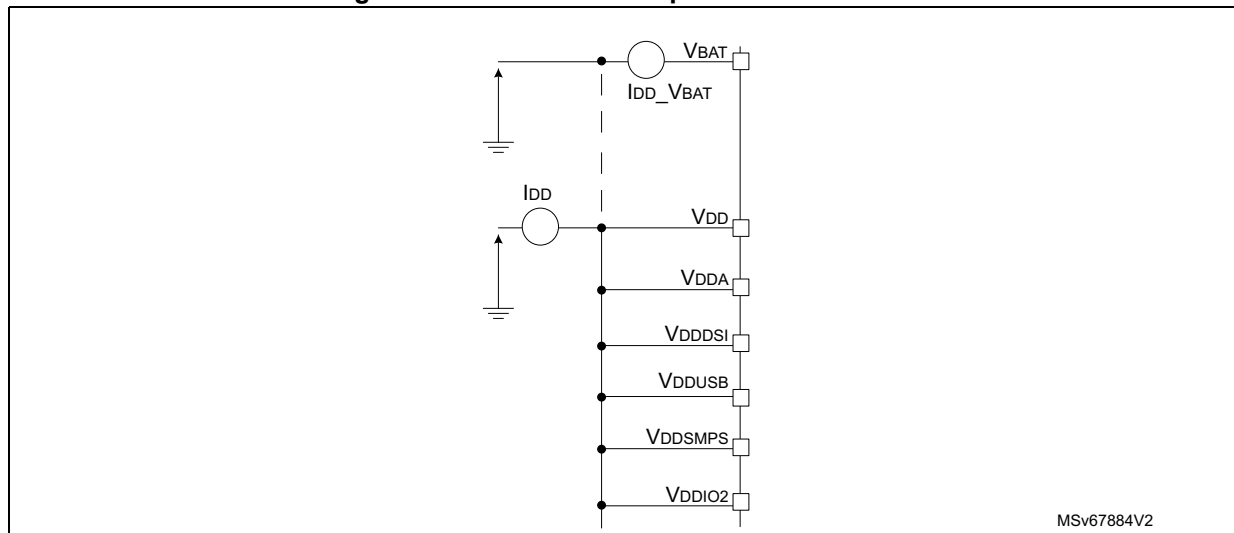 VBAT
IDD_VBAT
IDD
VDD
VDDA
VDDDSI
VDDUSB
VDDSMPS
VDDIO2
MSv67884V2